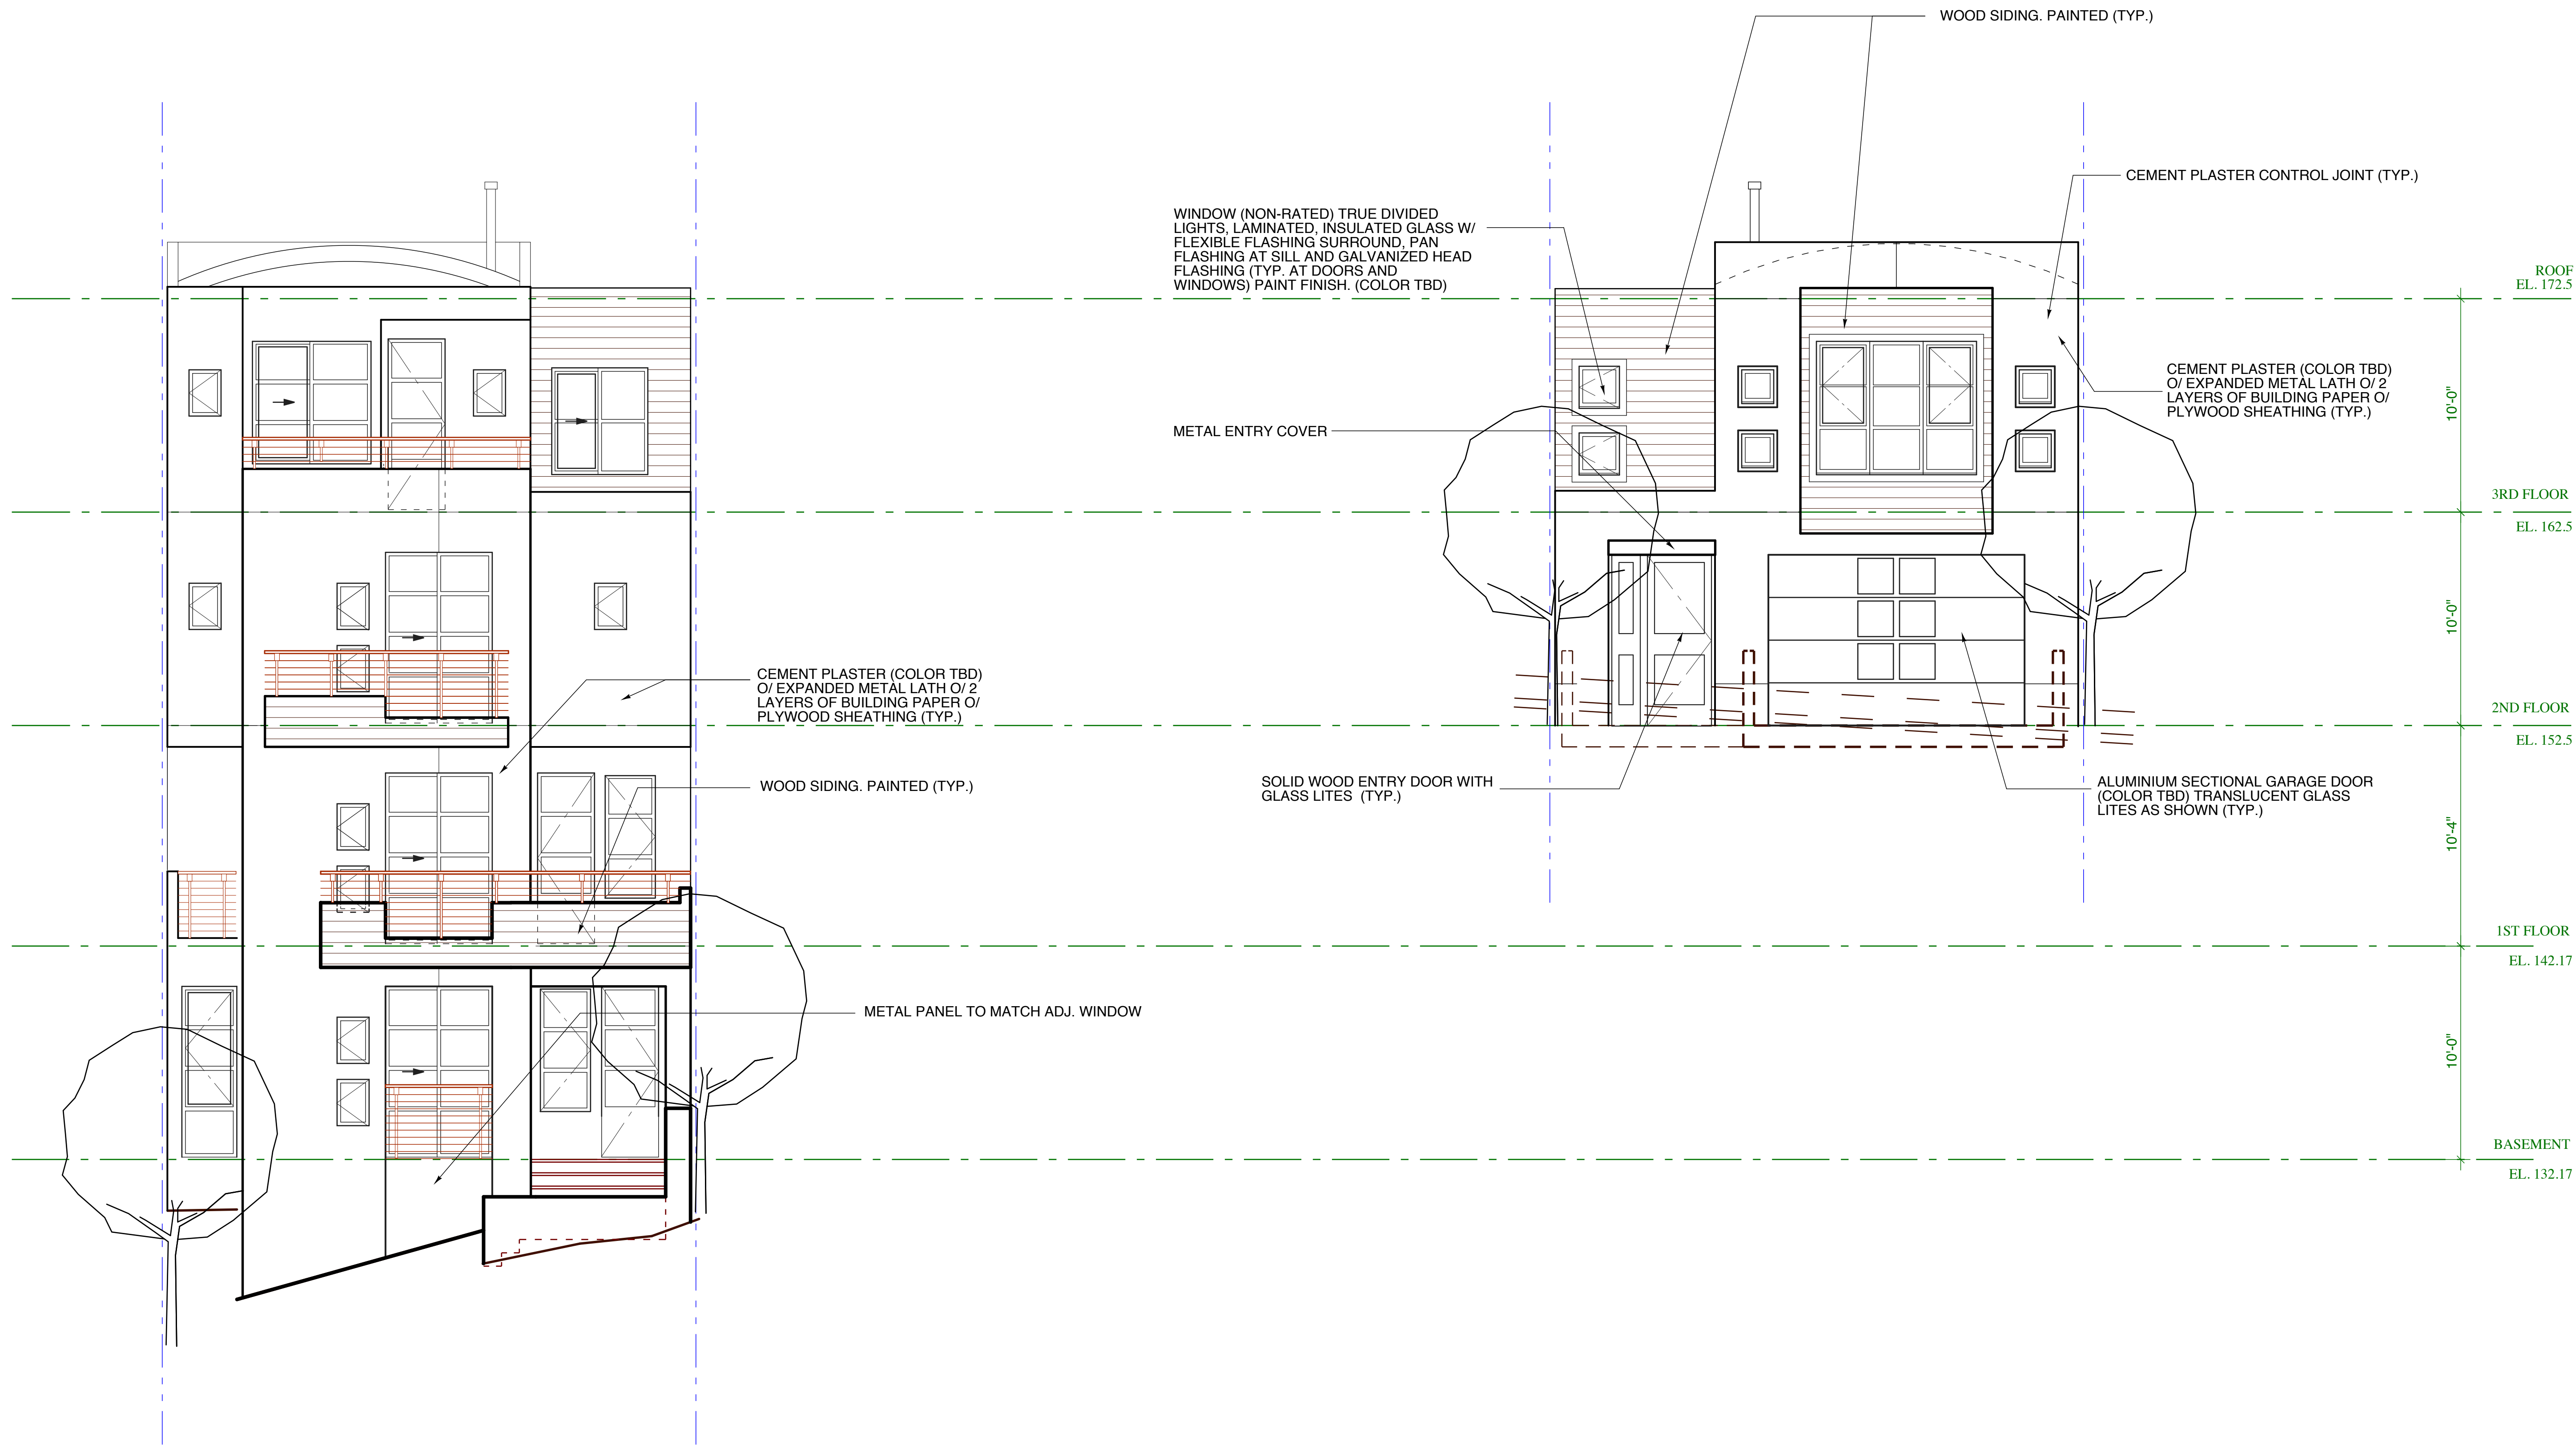 WOOD SIDING. PAINTED (TYP.)
CEMENT PLASTER CONTROL JOINT (TYP.)
WINDOW (NON-RATED) TRUE DIVIDED
LIGHTS, LAMINATED, INSULATED GLASS W/
FLEXIBLE FLASHING SURROUND, PAN
FLASHING AT SILL AND GALVANIZED HEAD
FLASHING (TYP. AT DOORS AND
WINDOWS) PAINT FINISH. (COLOR TBD)
ROOF
EL. 172.5
CEMENT PLASTER (COLOR TBD)
O/ EXPANDED METAL LATH O/ 2
LAYERS OF BUILDING PAPER O/
PLYWOOD SHEATHING (TYP.)
10'-0"
METAL ENTRY COVER
3RD FLOOR
EL. 162.5
10'-0"
CEMENT PLASTER (COLOR TBD)
O/ EXPANDED METAL LATH O/ 2
LAYERS OF BUILDING PAPER O/
PLYWOOD SHEATHING (TYP.)
2ND FLOOR
EL. 152.5
WOOD SIDING. PAINTED (TYP.)
SOLID WOOD ENTRY DOOR WITH
GLASS LITES (TYP.)
ALUMINIUM SECTIONAL GARAGE DOOR
(COLOR TBD) TRANSLUCENT GLASS
LITES AS SHOWN (TYP.)
10'-4"
1ST FLOOR
EL. 142.17
METAL PANEL TO MATCH ADJ. WINDOW
10'-0"
BASEMENT
EL. 132.17